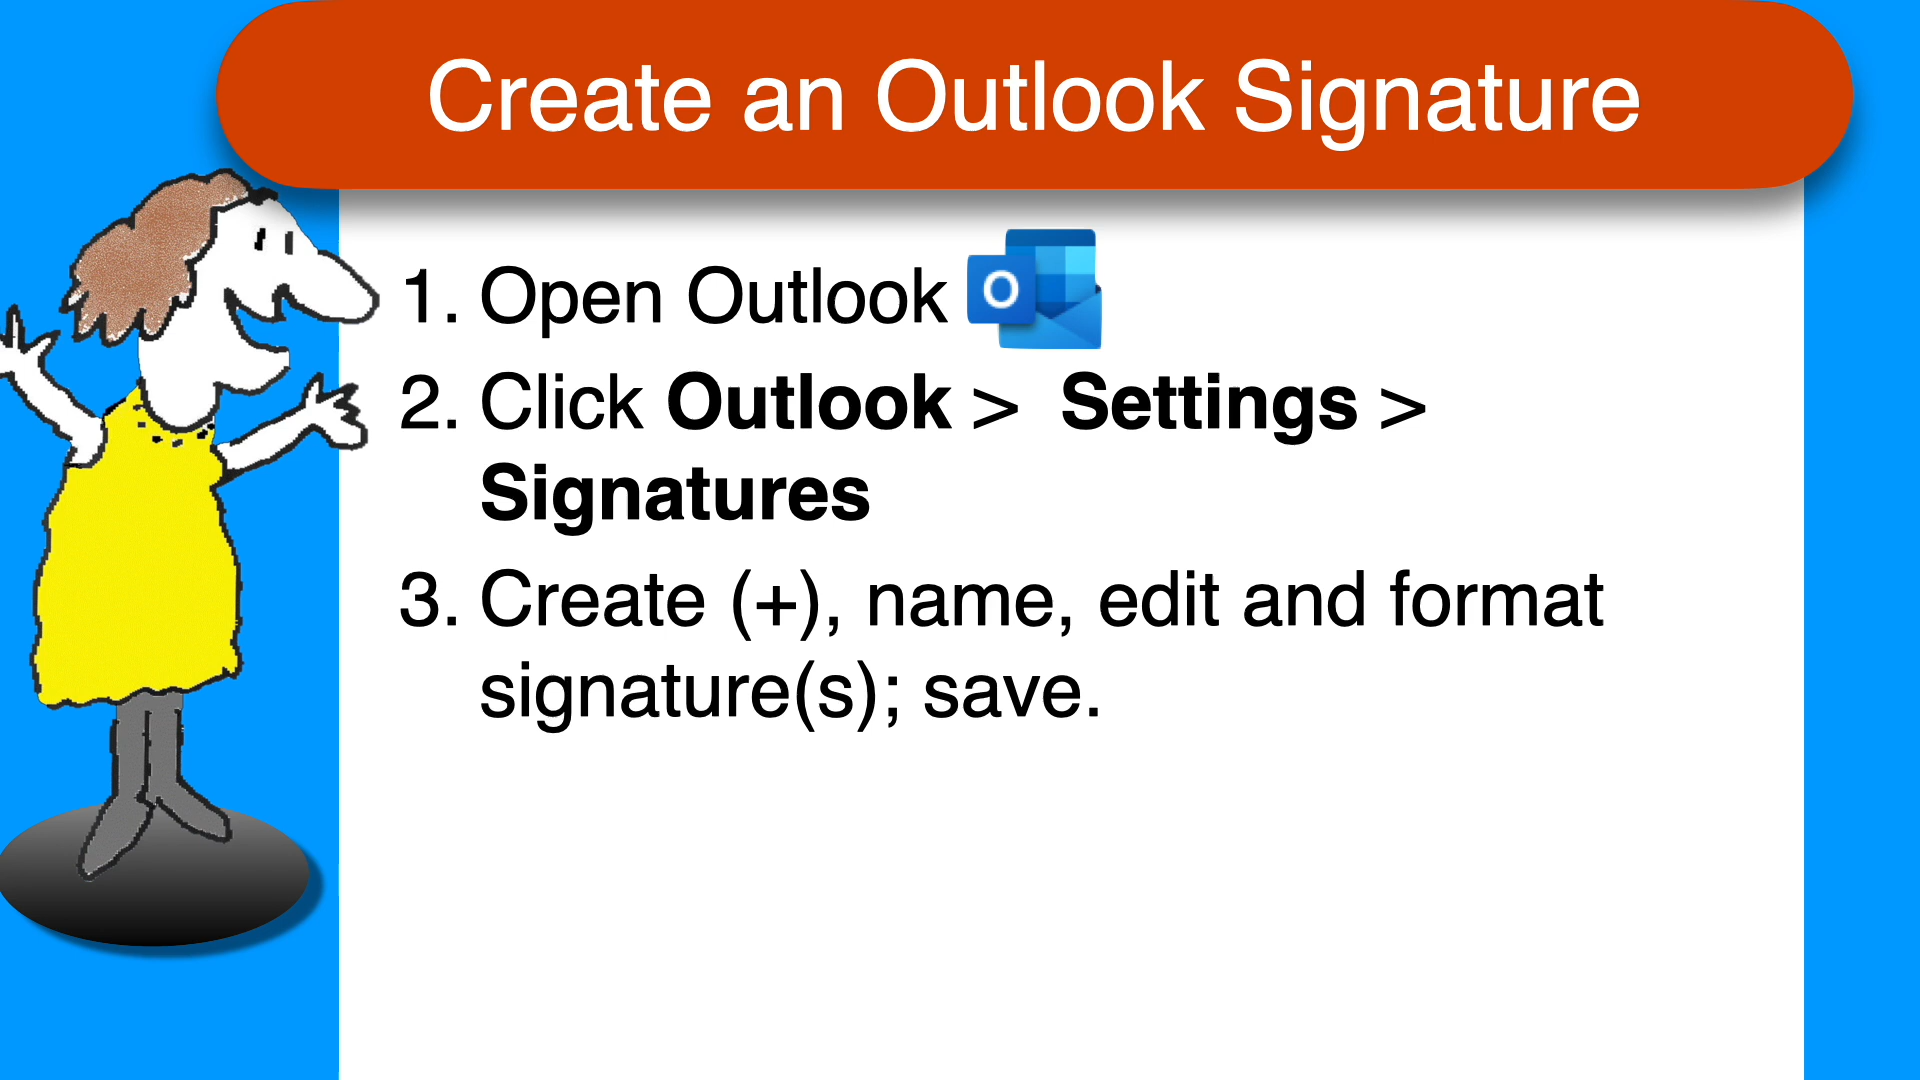 Create an Outlook Signature
1. Open Outlook
O
2. Click Outlook > Settings >
Signatures
3. Create (+), name, edit and format
signature(s); save.